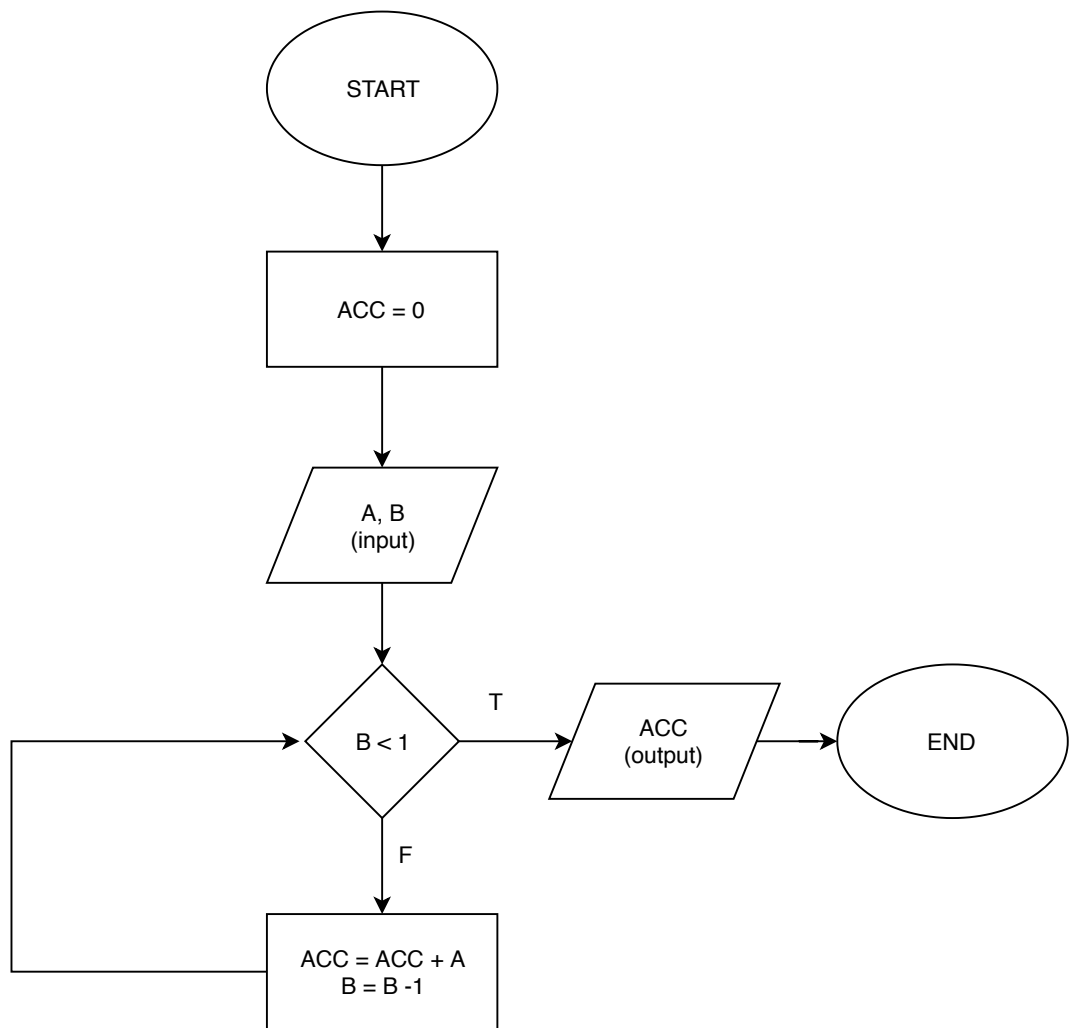 START
ACC = 0
A, B
(input)
B < 1
T
ACC
(output)
END
F
ACC = ACC + A
B = B -1